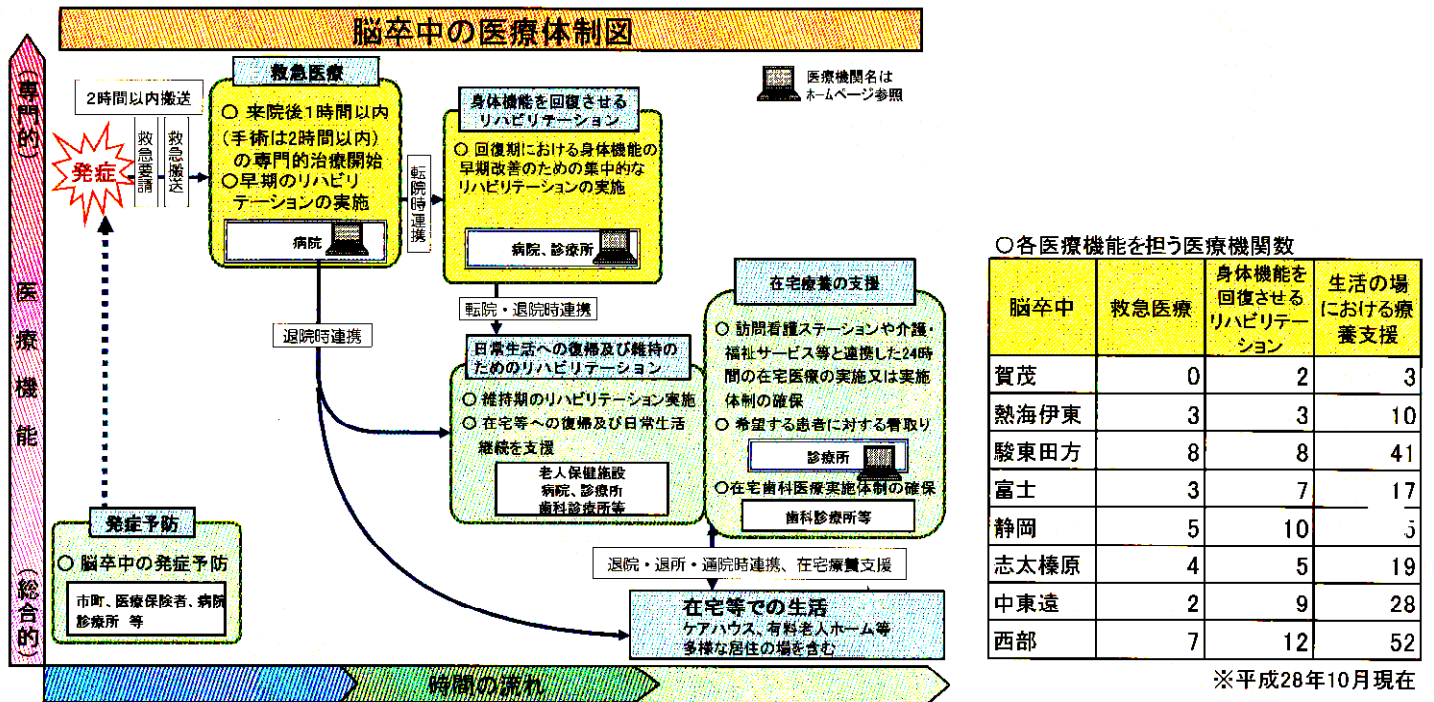 脳卒中の医療体制図
(専門的)
医療機能
(総合的)
医療機関名は
ホームページ参照
2時間以内搬送
発症
救急要請
救急搬送
救急医療
○ 来院後1時間以内
(手術は2時間以内)
の専門的治療開始
○早期のリハビリ
テーションの実施
病院
転院時連携
身体機能を回復させる
リハビリテーション
○ 回復期における身体機能の
早期改善のための集中的な
リハビリテーションの実施
病院、診療所
転院・退院時連携
退院時連携
日常生活への復帰及び維持の
ためのリハビリテーション
○ 維持期のリハビリテーション実施
○ 在宅等への復帰及び日常生活
継続を支援
老人保健施設
病院、診療所
歯科診療所等
在宅療養の支援
○ 訪問看護ステーションや介護・
福祉サービス等と連携した24時
間の在宅医療の実施又は実施
体制の確保
○ 希望する患者に対する看取り
診療所
○在宅歯科医療実施体制の確保
歯科診療所等
発症予防
○ 脳卒中の発症予防
市町、医療保険者、病院
診療所 等
退院・退所・通院時連携、在宅療養支援
在宅等での生活
ケアハウス、有料老人ホーム等
多様な居住の場を含む
時間の流れ
○各医療機能を担う医療機関数
脳卒中 救急医療 身体機能を回復させるリハビリテーション 生活の場における療養支援
賀茂 0 2 3
熱海伊東 3 3 10
駿東田方 8 8 41
富士 3 7 17
静岡 5 10
志太榛原 4 5 19
中東遠 2 9 28
西部 7 12 52
※平成28年10月現在